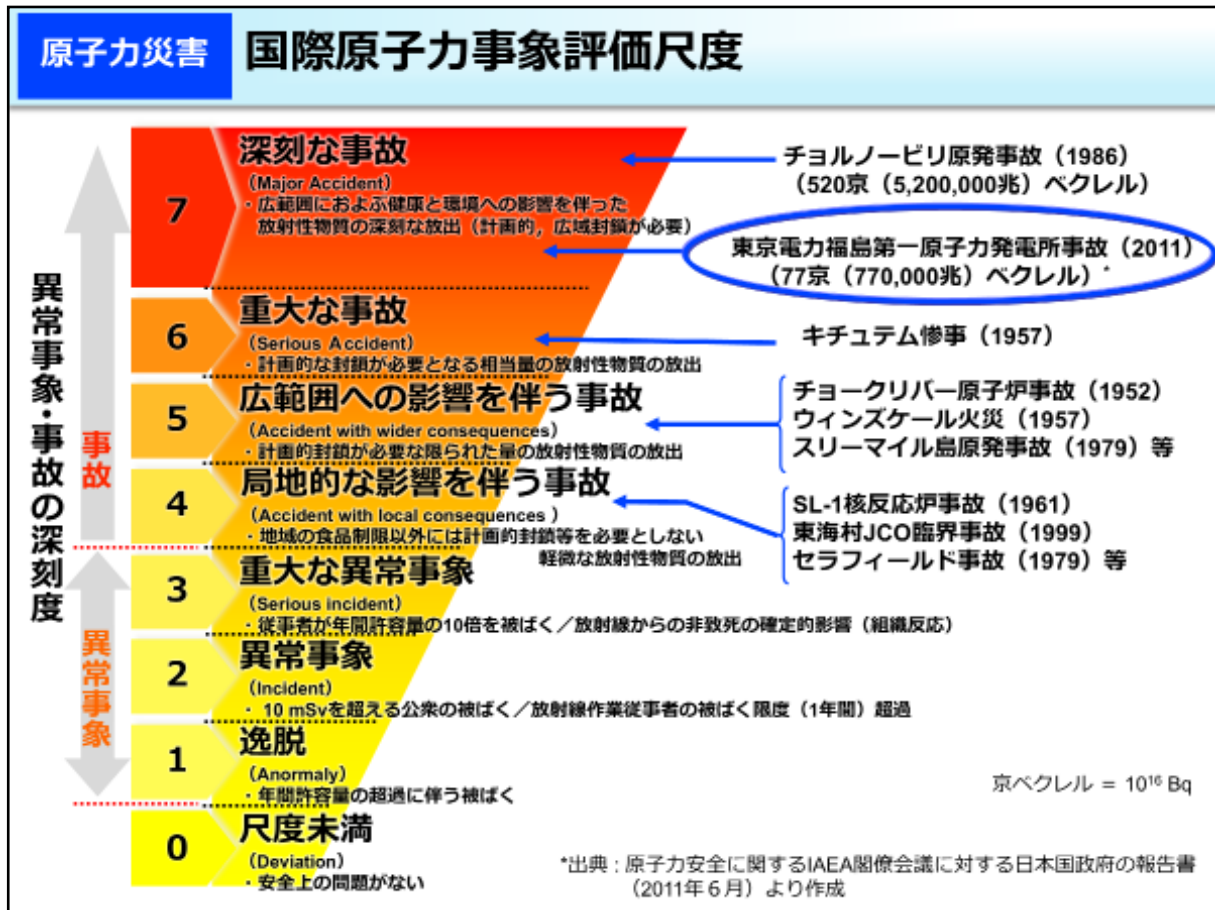 原子力災害
国際原子力事象評価尺度
異常事象・事故の深刻度
事故
異常事象
7
深刻な事故
（Major Accident）
・広範囲におよぶ健康と環境への影響を伴った
放射性物質の深刻な放出（計画的，広域封鎖が必要）
チョルノービリ原発事故（1986）
（520京（5,200,000兆）ベクレル）
東京電力福島第一原子力発電所事故（2011）
（77京（770,000兆）ベクレル）*
6
重大な事故
（Serious Accident）
・計画的な封鎖が必要となる相当量の放射性物質の放出
キチュテム惨事（1957）
5
広範囲への影響を伴う事故
（Accident with wider consequences）
・計画的封鎖が必要な限られた量の放射性物質の放出
チョークリバー原子炉事故（1952）
ウィンズケール火災（1957）
スリーマイル島原発事故（1979）等
4
局地的な影響を伴う事故
（Accident with local consequences ）
・地域の食品制限以外には計画的封鎖等を必要としない
軽微な放射性物質の放出
SL-1核反応炉事故（1961）
東海村JCO臨界事故（1999）
セラフィールド事故（1979）等
3
重大な異常事象
（Serious incident）
・従事者が年間許容量の10倍を被ばく／放射線からの非致死の確定的影響（組織反応）
2
異常事象
（Incident）
・ 10 mSvを超える公衆の被ばく／放射線作業従事者の被ばく限度（1年間）超過
1
逸脱
（Anormaly）
・年間許容量の超過に伴う被ばく
京ベクレル = 10¹⁶ Bq
0
尺度未満
（Deviation）
・安全上の問題がない
*出典：原子力安全に関するIAEA閣僚会議に対する日本国政府の報告書
（2011年６月）より作成